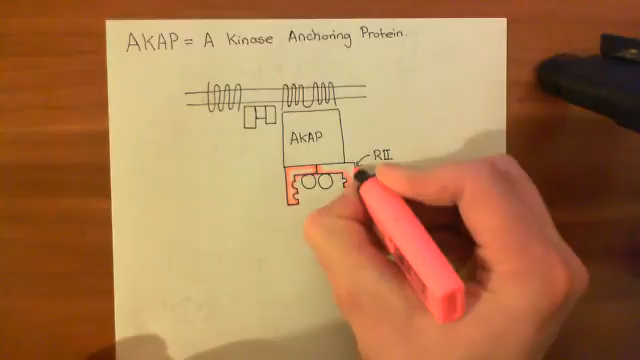 AKAP = A Kinase Anchoring Protein.
AKAP
RII